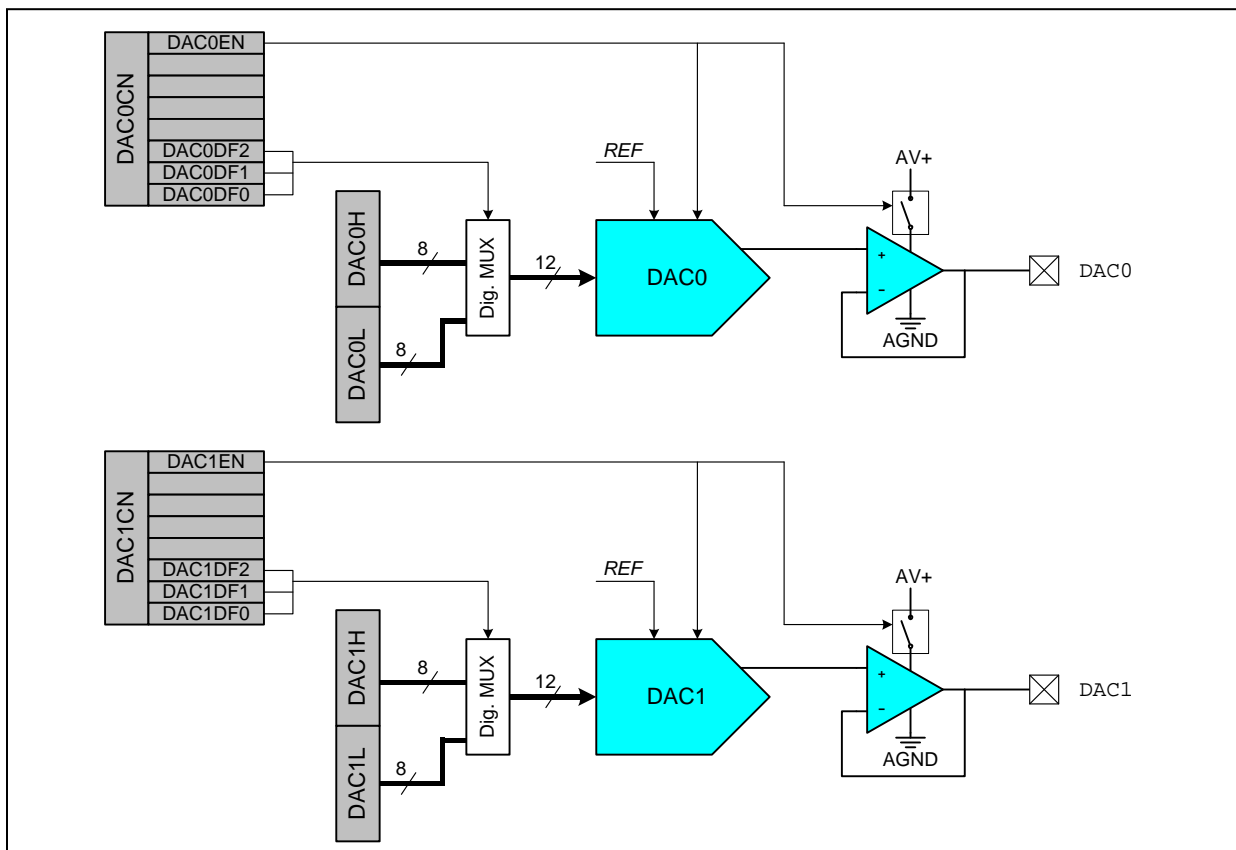 DAC0CN
DAC0EN
DAC0DF2
DAC0DF1
DAC0DF0
REF
AV+
DAC0H
8
Dig. MUX
12
DAC0
+
-
DAC0
DAC0L
8
AGND
DAC1CN
DAC1EN
DAC1DF2
DAC1DF1
DAC1DF0
REF
AV+
DAC1H
8
Dig. MUX
12
DAC1
+
-
DAC1
DAC1L
8
AGND